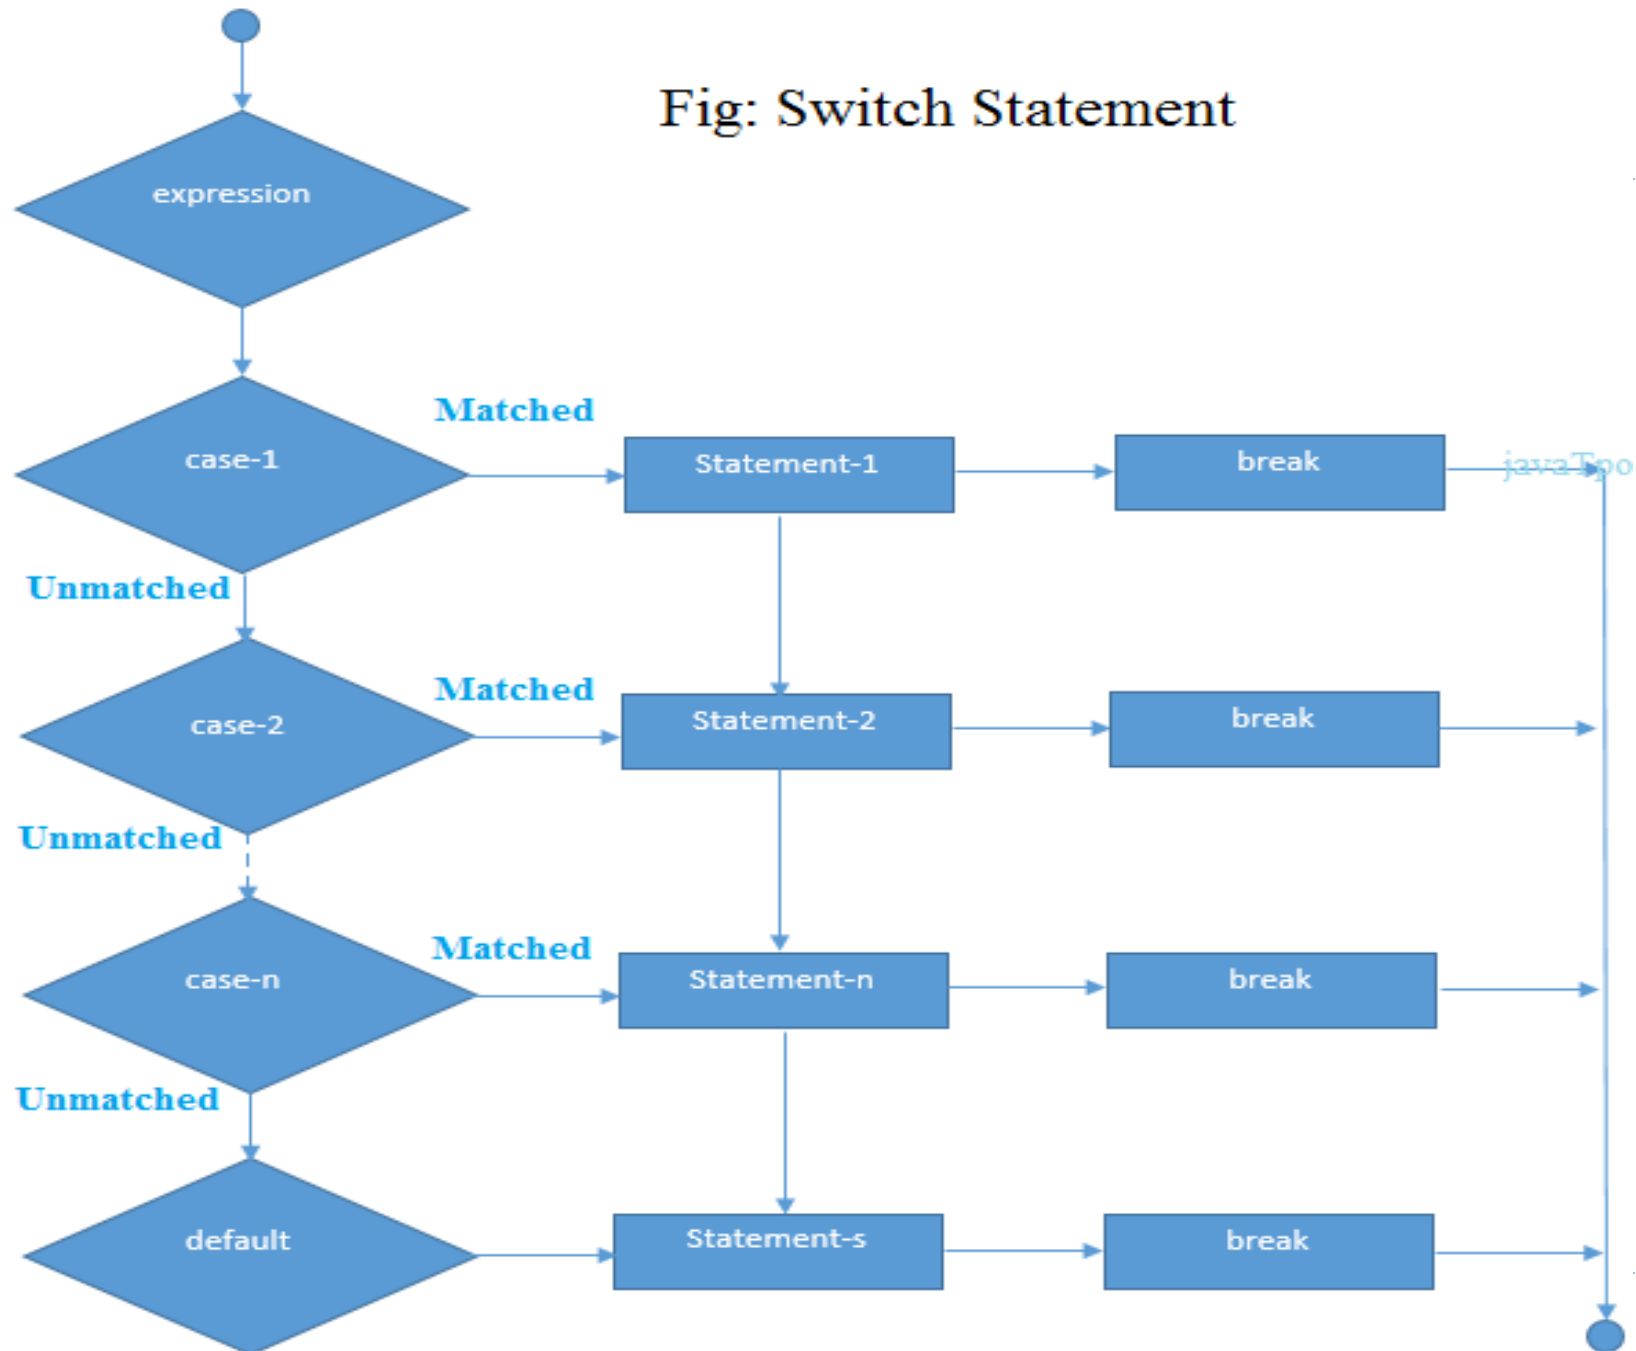 Fig: Switch Statement
expression
case-1
Matched
Statement-1
break
javaTpo
Unmatched
case-2
Matched
Statement-2
break
Unmatched
case-n
Matched
Statement-n
break
Unmatched
default
Statement-s
break